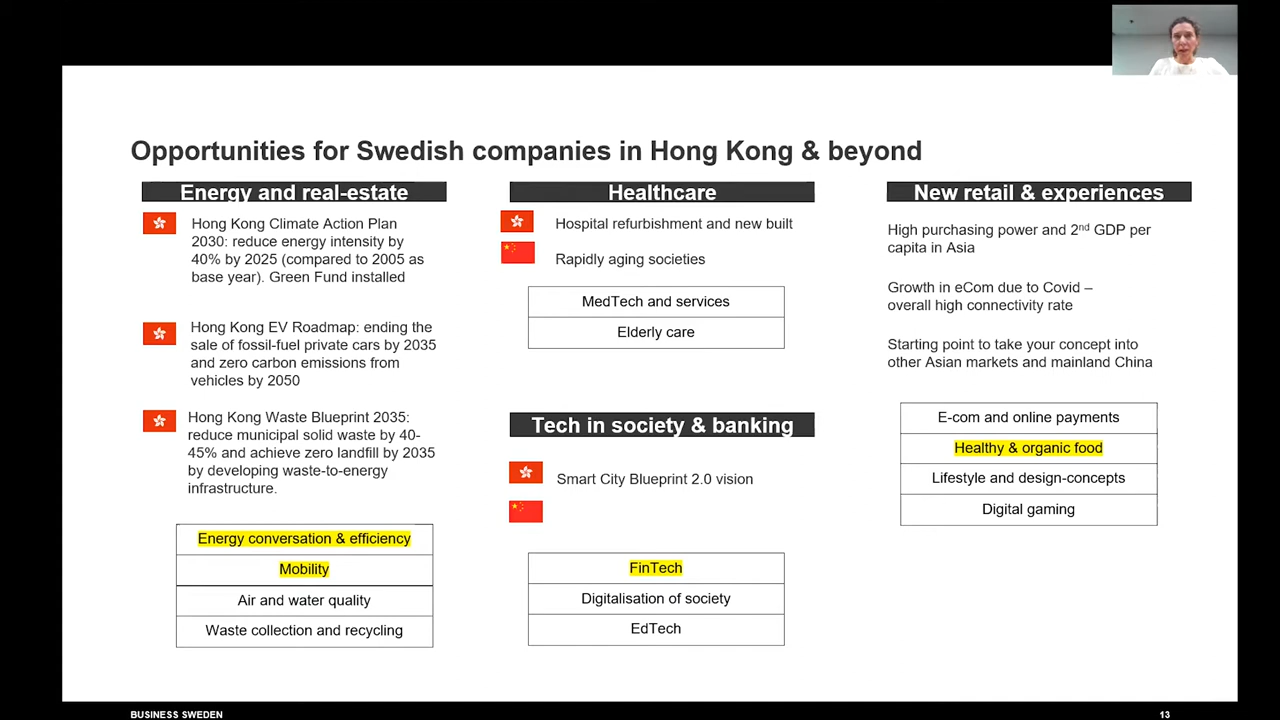 Opportunities for Swedish companies in Hong Kong & beyond
Energy and real-estate
Hong Kong Climate Action Plan
2030: reduce energy intensity by
40% by 2025 (compared to 2005 as
base year). Green Fund installed
Hong Kong EV Roadmap: ending the
sale of fossil-fuel private cars by 2035
and zero carbon emissions from
vehicles by 2050
Hong Kong Waste Blueprint 2035:
reduce municipal solid waste by 40-
45% and achieve zero landfill by 2035
by developing waste-to-energy
infrastructure.
Energy conversation & efficiency
Mobility
Air and water quality
Waste collection and recycling
Healthcare
Hospital refurbishment and new built
Rapidly aging societies
MedTech and services
Elderly care
Tech in society & banking
Smart City Blueprint 2.0 vision
FinTech
Digitalisation of society
EdTech
New retail & experiences
High purchasing power and 2nd GDP per
capita in Asia
Growth in eCom due to Covid –
overall high connectivity rate
Starting point to take your concept into
other Asian markets and mainland China
E-com and online payments
Healthy & organic food
Lifestyle and design-concepts
Digital gaming
BUSINESS SWEDEN
13